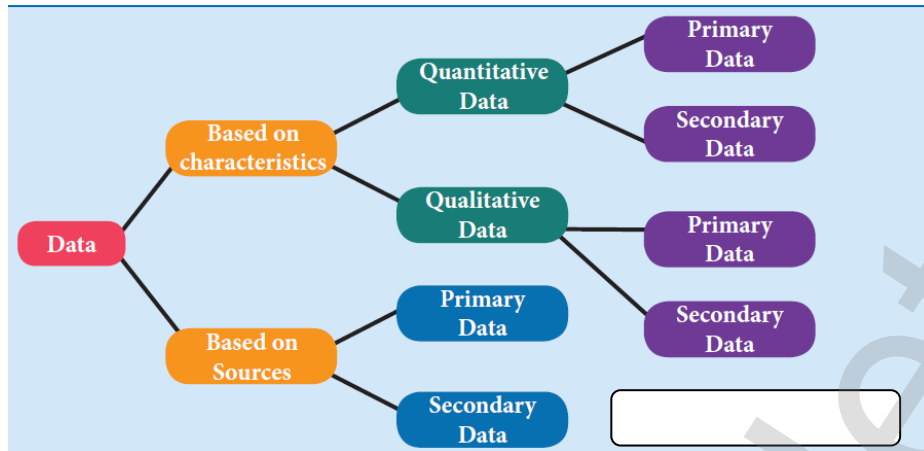 Data
Based on
characteristics
Quantitative
Data
Primary
Data
Secondary
Data
Qualitative
Data
Primary
Data
Secondary
Data
Based on
Sources
Primary
Data
Secondary
Data